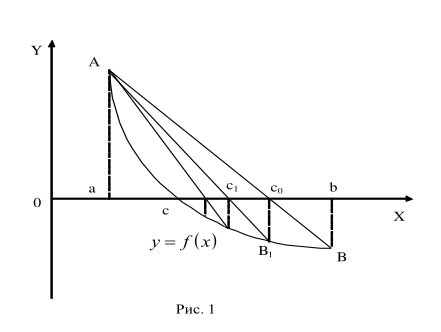 Y
A
a
c
c₁
c₀
b
0
X
y = f(x)
B₁
B
Рис. 1